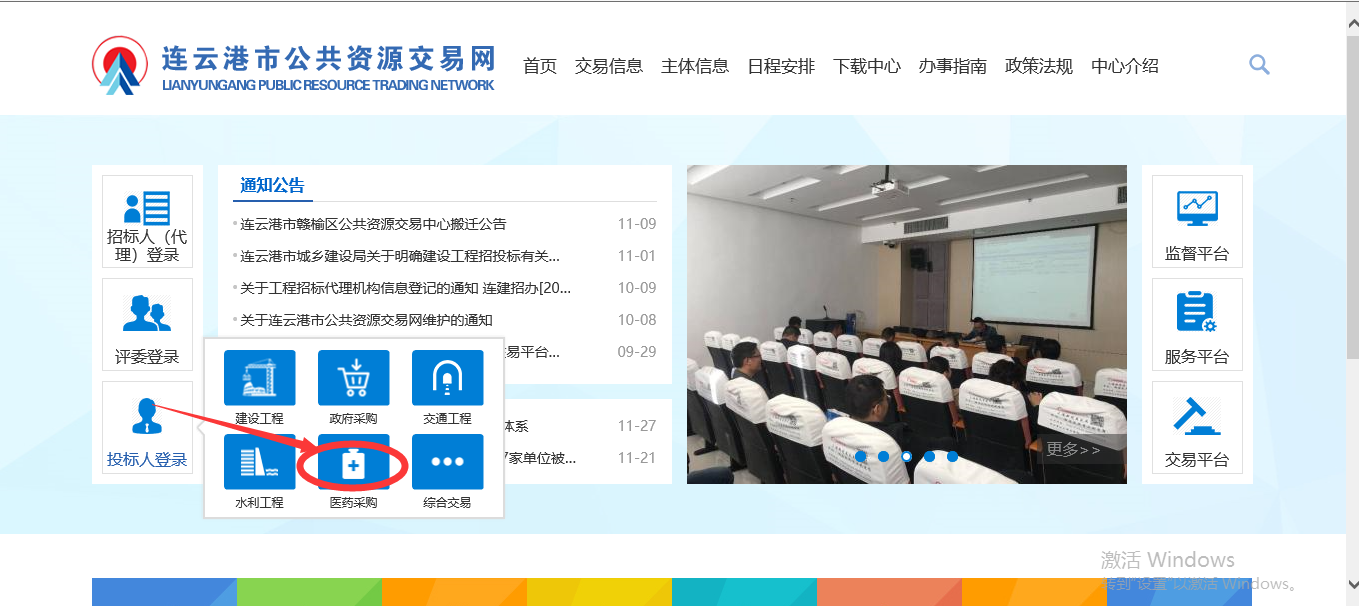 连云港市公共资源交易网
LIANYUNGANG PUBLIC RESOURCE TRADING NETWORK
首页 交易信息 主体信息 日程安排 下载中心 办事指南 政策法规 中心介绍
招标人（代
理）登录
评委登录
投标人登录
通知公告
连云港市赣榆区公共资源交易中心搬迁公告 11-09
连云港市城乡建设局关于明确建设工程招投标有关... 11-01
关于工程招标代理机构信息登记的通知 连建招办[20... 10-09
关于连云港市公共资源交易网维护的通知 10-08
易平台... 09-29
体系 11-27
家单位被... 11-21
建设工程
政府采购
交通工程
水利工程
医药采购
综合交易
更多>>
监督平台
服务平台
交易平台
激活 Windows
转到"设置"以激活 Windows。